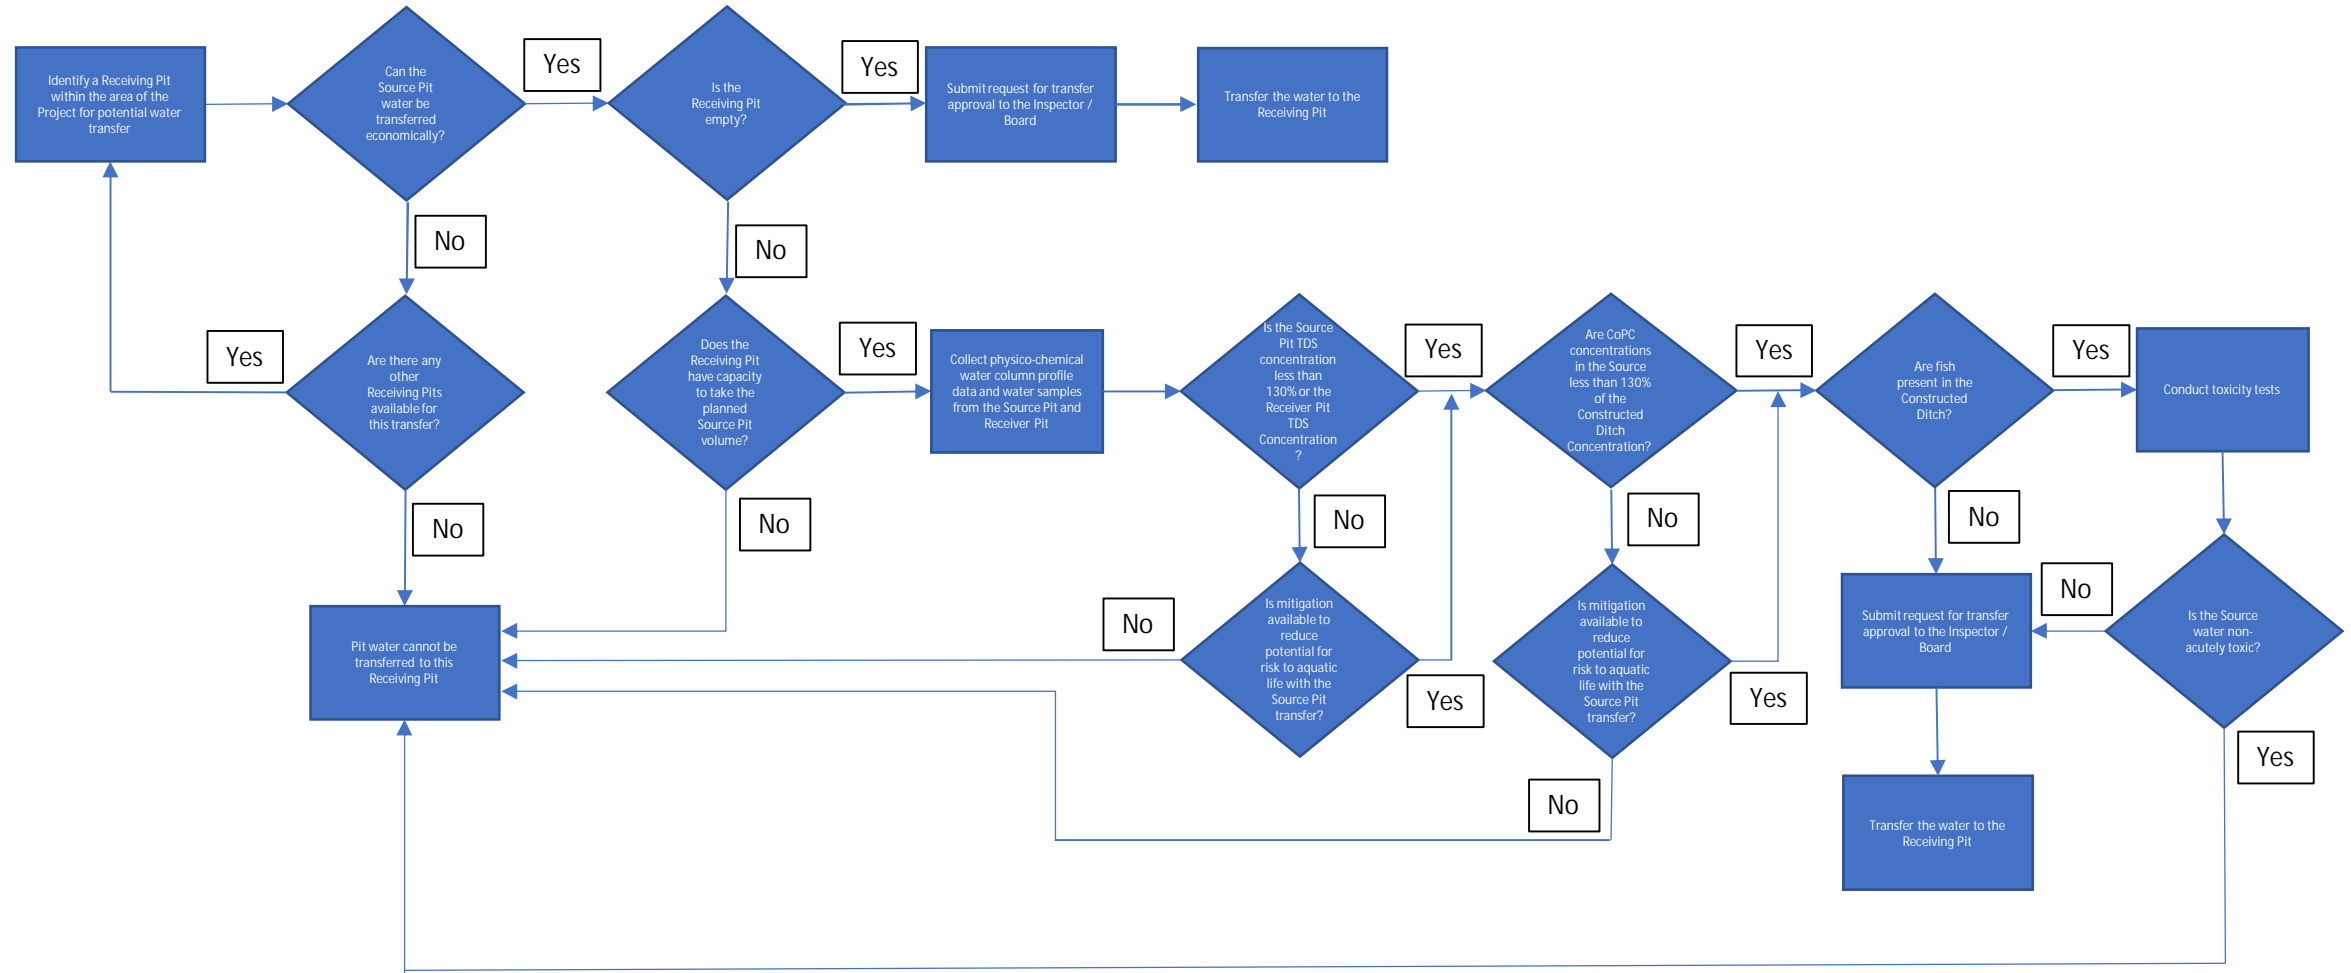 Identify a Receiving Pit
within the area of the
Project for potential water
transfer
Can the
Source Pit
water be
transferred
economically?
Yes
Is the
Receiving Pit
empty?
Yes
Submit request for transfer
approval to the Inspector /
Board
Transfer the water to the
Receiving Pit
No
No
Yes
Are there any
other
Receiving Pits
available for
this transfer?
Does the
Receiving Pit
have capacity
to take the
planned
Source Pit
volume?
Yes
Collect physico-chemical
water column profile
data and water samples
from the Source Pit and
Receiver Pit
Is the Source
Pit TDS
concentration
less than
130% or the
Receiver Pit
TDS
Concentration
?
Yes
Are CoPC
concentrations
in the Source
less than 130%
of the
Constructed
Ditch
Concentration?
Yes
Are fish
present in the
Constructed
Ditch?
Yes
Conduct toxicity tests
No
No
No
No
No
Pit water cannot be
transferred to this
Receiving Pit
No
Is mitigation
available to
reduce
potential for
risk to aquatic
life with the
Source Pit
transfer?
Yes
Is mitigation
available to
reduce
potential for
risk to aquatic
life with the
Source Pit
transfer?
Yes
No
Submit request for transfer
approval to the Inspector /
Board
No
Is the Source
water non-
acutely toxic?
Yes
Transfer the water to the
Receiving Pit